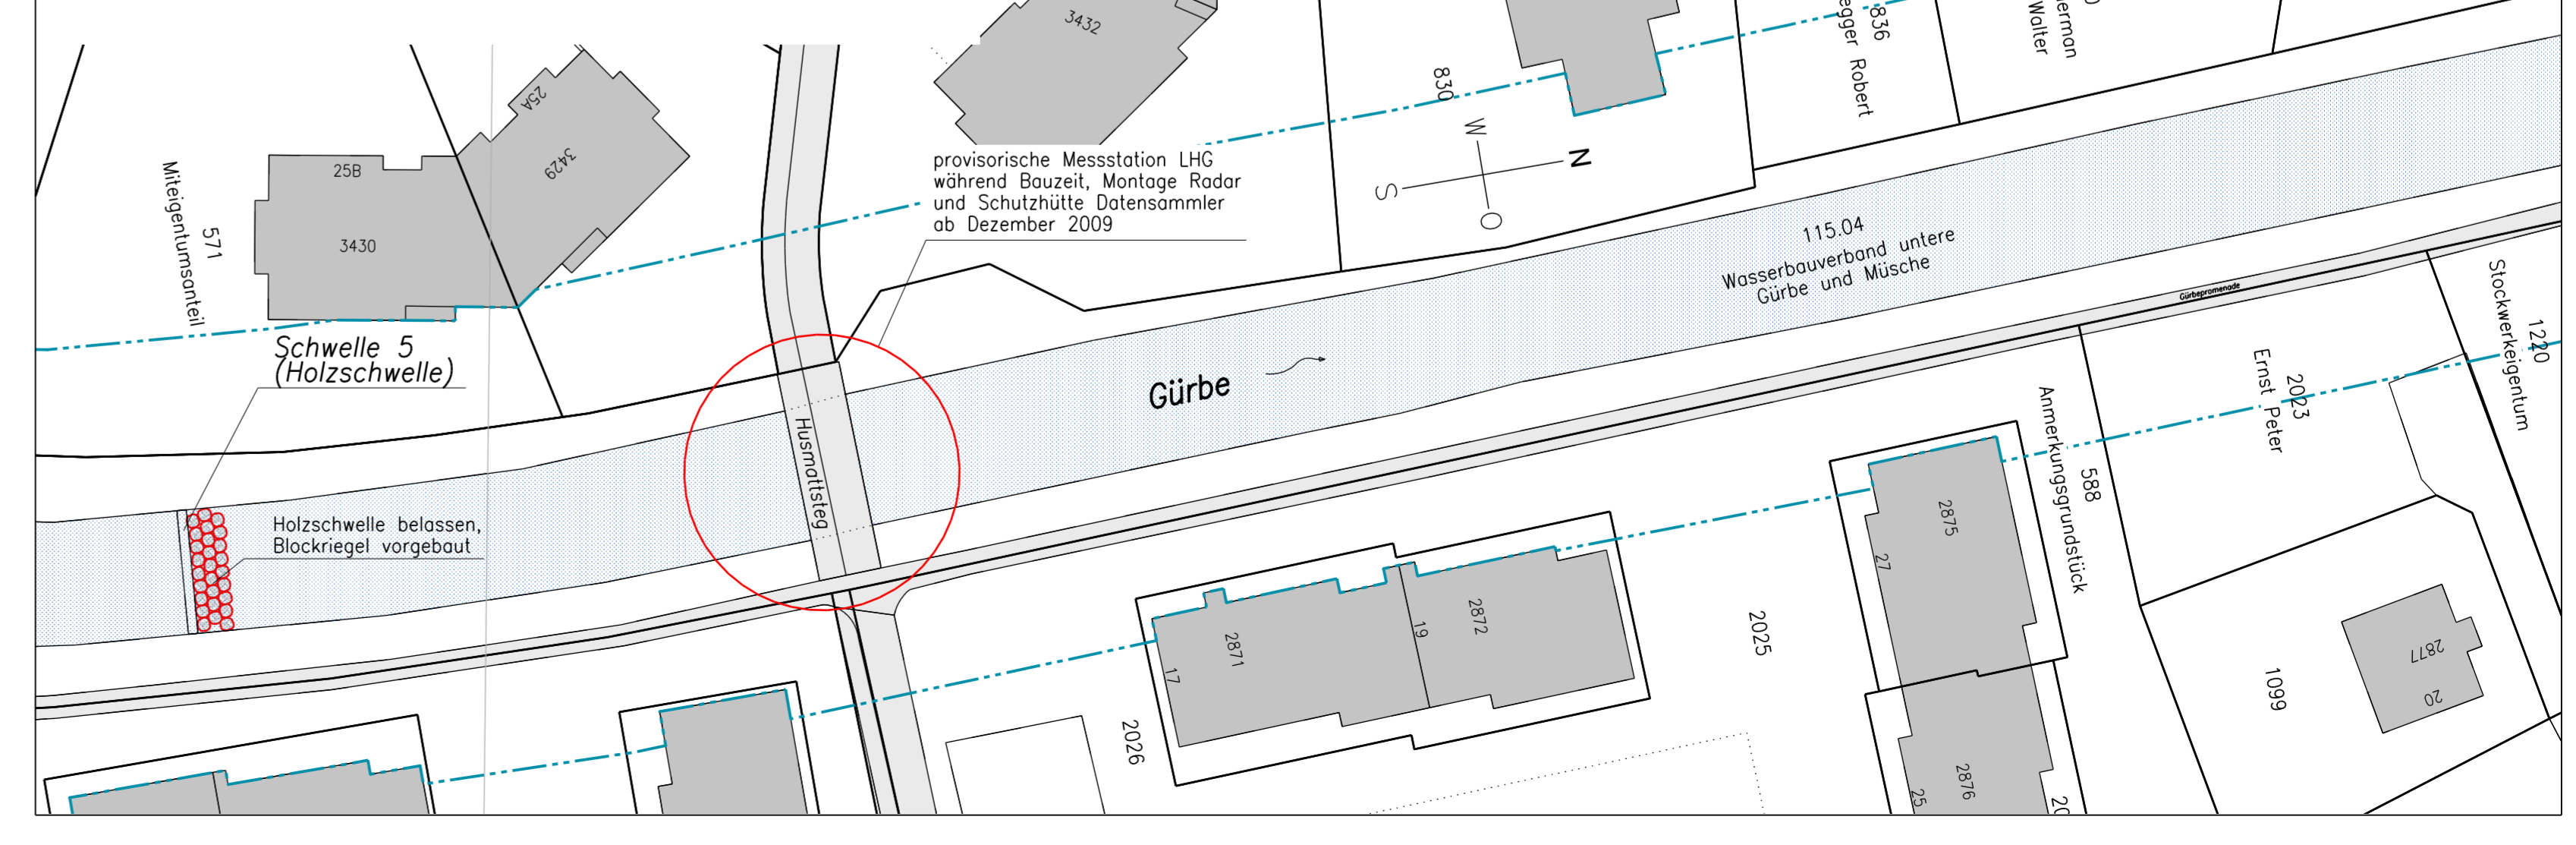 3432
830
836
Robert
Walter
25A
3429
25B
3430
571
Miteigentumsanteil
provisorische Messstation LHG
während Bauzeit, Montage Radar
und Schutzhütte Datensammler
ab Dezember 2009
W
N
S
O
115.04
Wasserbauverband untere
Gürbe und Müsche
Gürbepromenade
Stockwerkeigentum
1220
Schwelle 5
(Holzschwelle)
Gürbe
Husmattsteg
Holzschwelle belassen,
Blockriegel vorgebaut
2023
Ernst Peter
588
Anmerkungsgrundstück
2875
27
2871
17
19
2872
2025
2026
1099
2877
20
2876
25